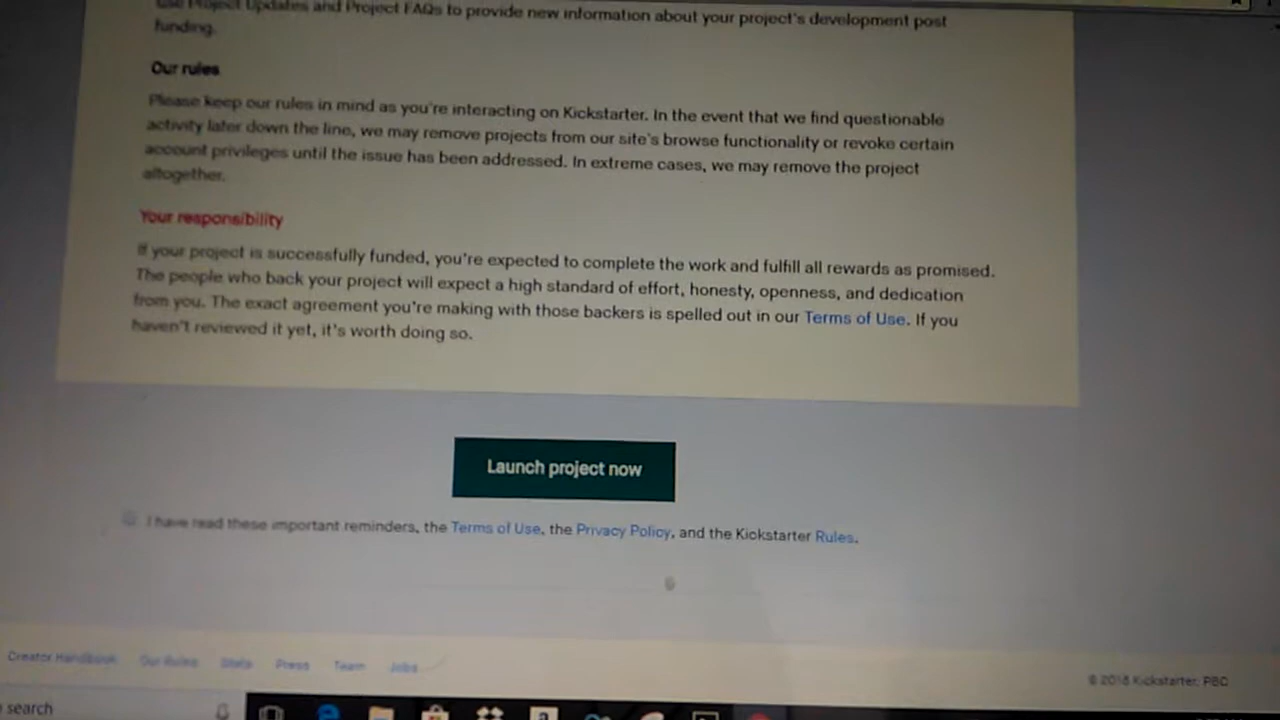 Use Project Updates and Project FAQs to provide new information about your project's development post
funding.
Our rules
Please keep our rules in mind as you're interacting on Kickstarter. In the event that we find questionable
activity later down the line, we may remove projects from our site's browse functionality or revoke certain
account privileges until the issue has been addressed. In extreme cases, we may remove the project
altogether.
Your responsibility
If your project is successfully funded, you're expected to complete the work and fulfill all rewards as promised.
The people who back your project will expect a high standard of effort, honesty, openness, and dedication
from you. The exact agreement you're making with those backers is spelled out in our Terms of Use. If you
haven't reviewed it yet, it's worth doing so.
Launch project now
I have read these important reminders, the Terms of Use, the Privacy Policy, and the Kickstarter Rules.
Creator Handbook Our Rules Stats Press Team Jobs
Kickstarter, PBC
search
a